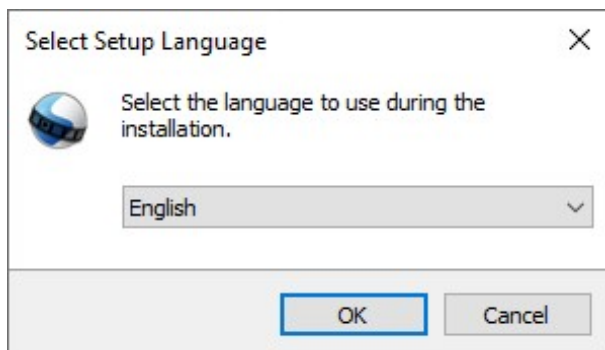 Select Setup Language
Select the language to use during the
installation.
English
OK
Cancel